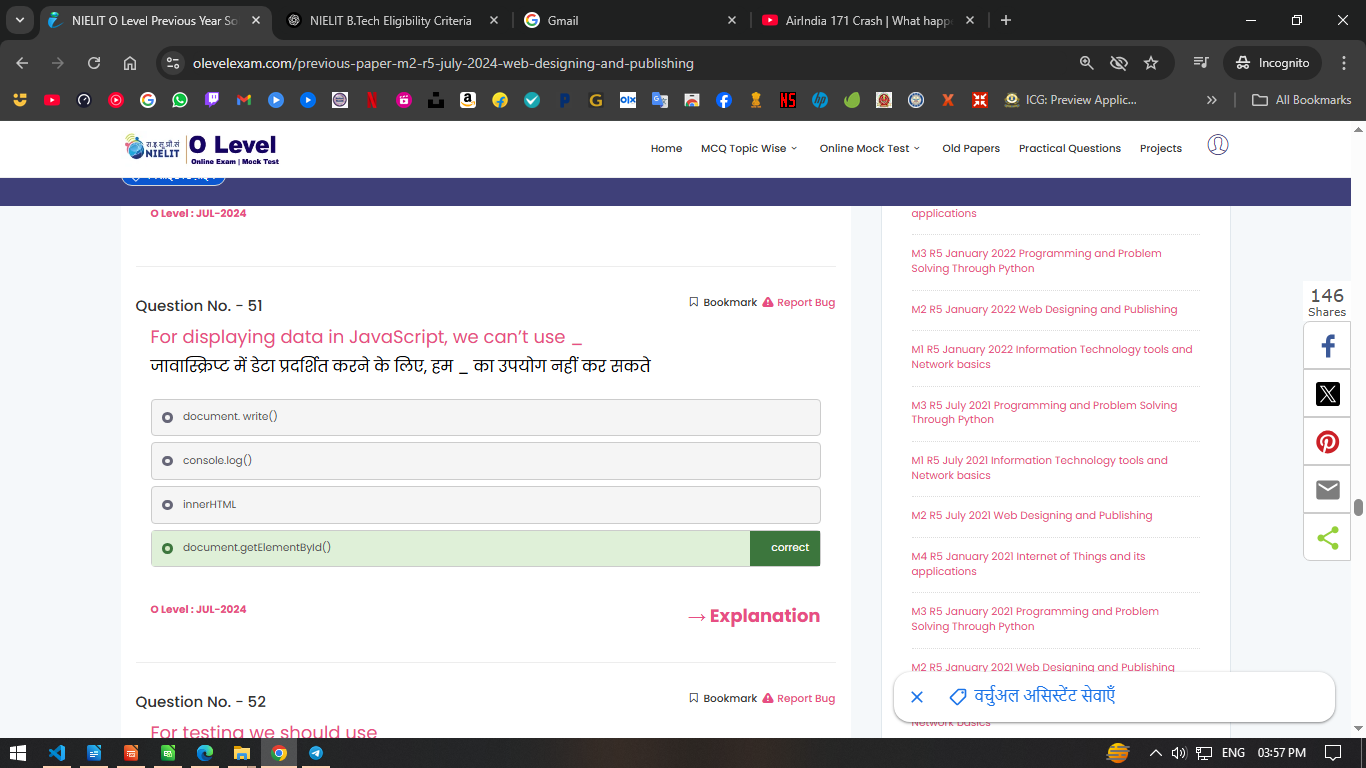 NIELIT O Level Previous Year So
NIELIT B.Tech Eligibility Criteria
Gmail
AirIndia 171 Crash | What happe
olevelexam.com/previous-paper-m2-r5-july-2024-web-designing-and-publishing
Incognito
ICG: Preview Applic...
All Bookmarks
रा.इ.सू.प्रौ.सं
NIELIT
O Level
Online Exam | Mock Test
Home
MCQ Topic Wise
Online Mock Test
Old Papers
Practical Questions
Projects
O Level : JUL-2024
Question No. - 51
Bookmark
Report Bug
For displaying data in JavaScript, we can’t use _
जावास्क्रिप्ट में डेटा प्रदर्शित करने के लिए, हम _ का उपयोग नहीं कर सकते
document. write()
console.log()
innerHTML
document.getElementById()
correct
O Level : JUL-2024
→ Explanation
Question No. - 52
Bookmark
Report Bug
For testing we should use
applications
M3 R5 January 2022 Programming and Problem
Solving Through Python
M2 R5 January 2022 Web Designing and Publishing
M1 R5 January 2022 Information Technology tools and
Network basics
M3 R5 July 2021 Programming and Problem Solving
Through Python
M1 R5 July 2021 Information Technology tools and
Network basics
M2 R5 July 2021 Web Designing and Publishing
M4 R5 January 2021 Internet of Things and its
applications
M3 R5 January 2021 Programming and Problem
Solving Through Python
M2 R5 January 2021 Web Designing and Publishing
वर्चुअल असिस्टेंट सेवाएँ
Network basics
146
Shares
ENG
03:57 PM